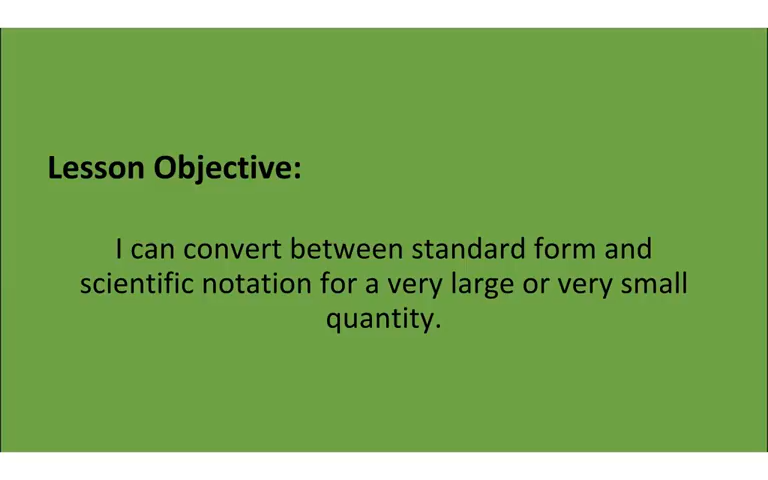 Lesson Objective:
I can convert between standard form and
scientific notation for a very large or very small
quantity.